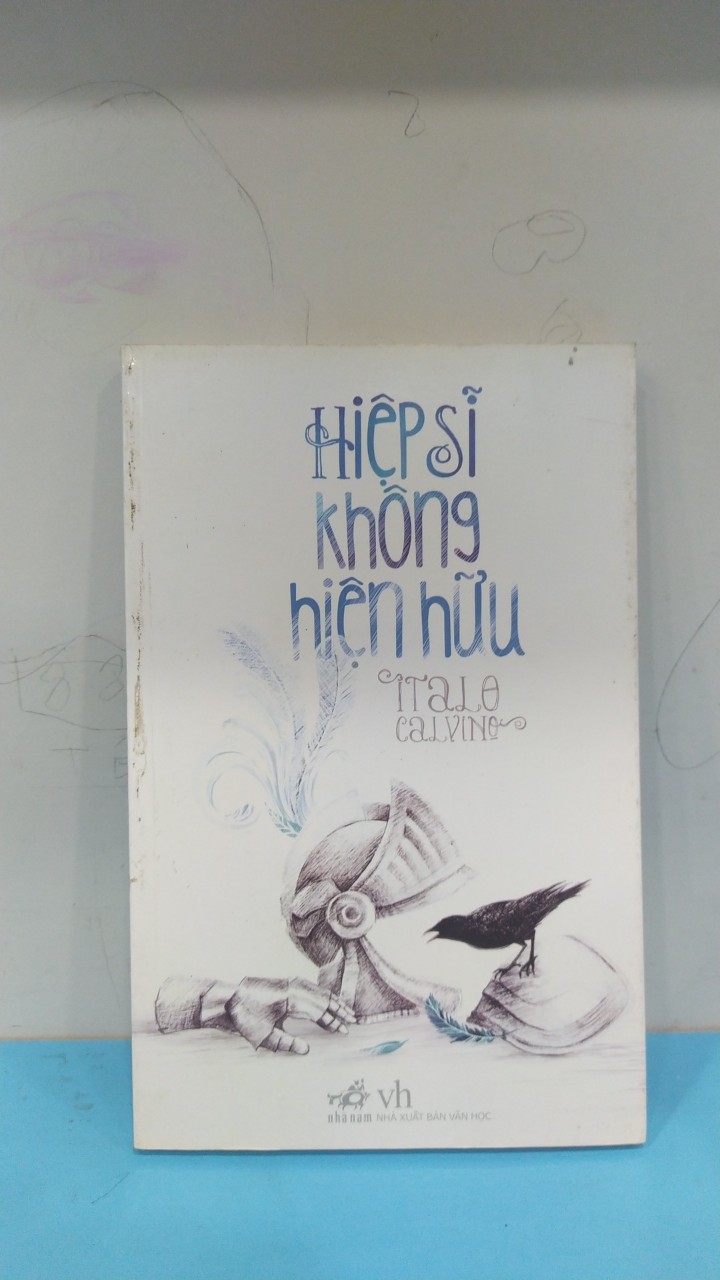 Hiệp sĩ
không
hiện hữu
ITALO
CALVINO
nhã nam
vh
NHÀ XUẤT BẢN VĂN HỌC